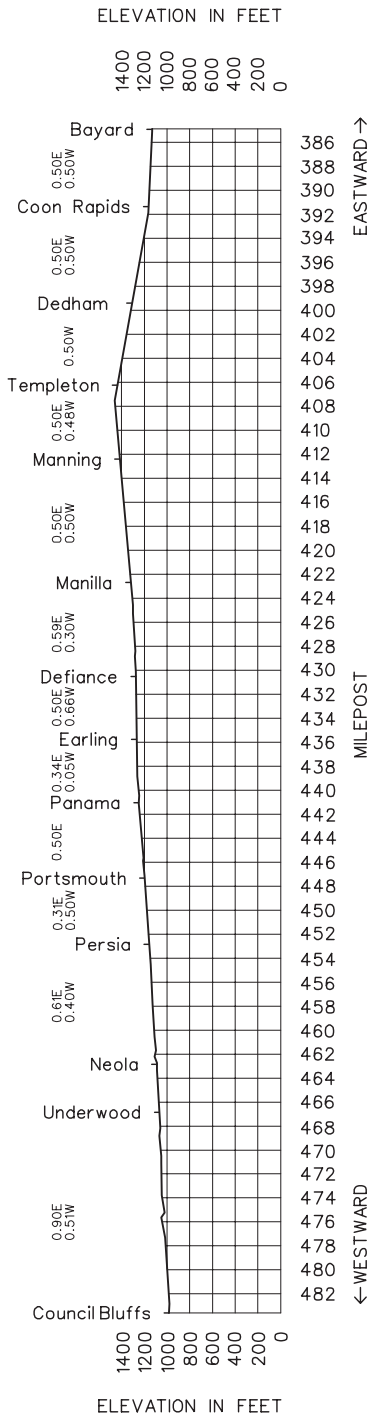 ELEVATION IN FEET
1400 1200 1000 800 600 400 200 0
EASTWARD →
Bayard
386
0.50E
0.50W
388
390
Coon Rapids
392
394
0.50E
0.50W
396
398
Dedham
400
402
0.50W
404
Templeton
406
408
0.50E
0.48W
410
Manning
412
414
416
0.50E
0.50W
418
420
Manilla
422
424
0.59E
0.30W
426
428
Defiance
430
MILEPOST
0.50E
0.66W
432
434
Earling
436
0.34E
0.05W
438
440
Panama
442
0.50E
444
446
Portsmouth
448
0.31E
0.50W
450
452
Persia
454
456
0.61E
0.40W
458
460
462
Neola
464
466
Underwood
468
470
472
474
0.90E
0.51W
476
478
480
← WESTWARD
482
Council Bluffs
1400 1200 1000 800 600 400 200 0
ELEVATION IN FEET